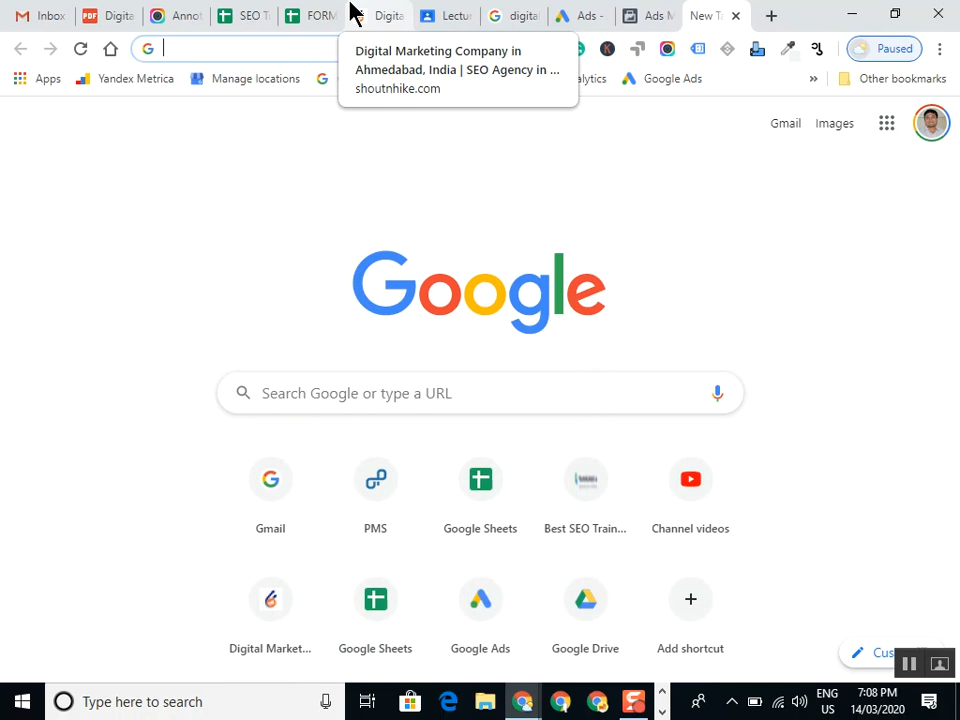 Inbox Digita Annot SEO T FORM Digita Lectu digital Ads - Ads M New Ta
Paused
Apps Yandex Metrica Manage locations alytics Google Ads » Other bookmarks
Digital Marketing Company in
Ahmedabad, India | SEO Agency in ...
shoutnhike.com
Gmail Images
Google
Search Google or type a URL
Gmail PMS Google Sheets Best SEO Train... Channel videos
Digital Market... Google Sheets Google Ads Google Drive Add shortcut
Cus
Type here to search
ENG 7:08 PM
US 14/03/2020